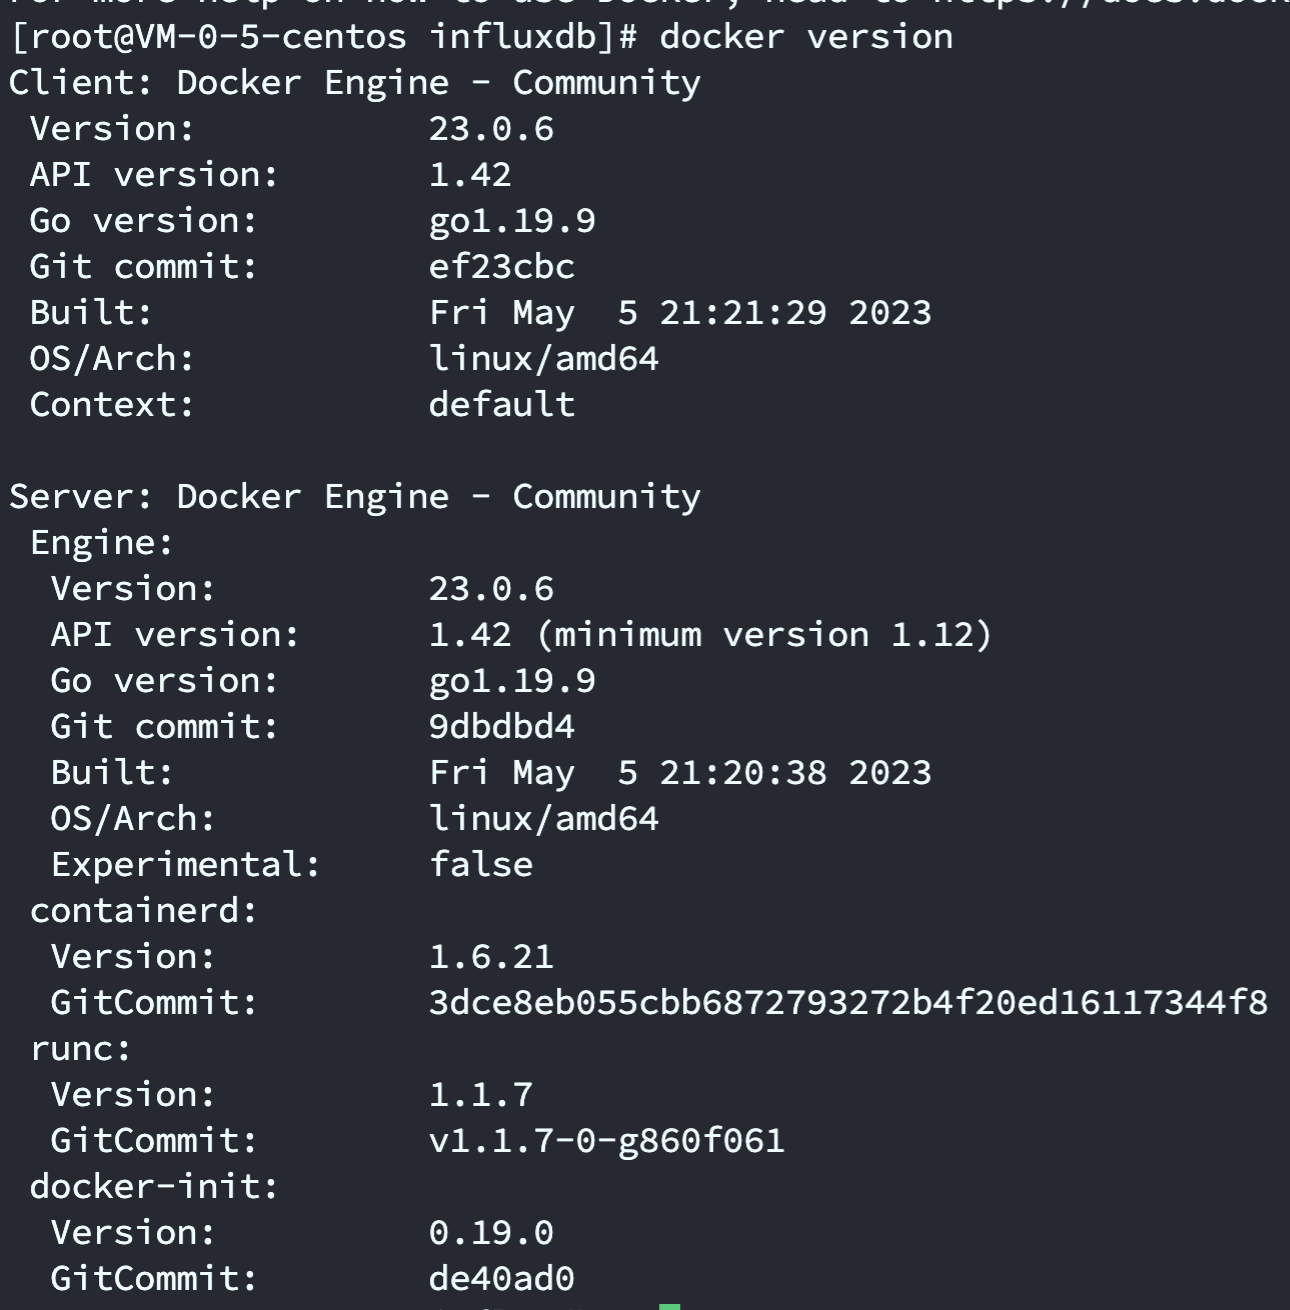 [root@VM-0-5-centos influxdb]# docker version
Client: Docker Engine - Community
 Version:           23.0.6
 API version:       1.42
 Go version:        go1.19.9
 Git commit:        ef23cbc
 Built:             Fri May  5 21:21:29 2023
 OS/Arch:           linux/amd64
 Context:           default

Server: Docker Engine - Community
 Engine:
  Version:          23.0.6
  API version:      1.42 (minimum version 1.12)
  Go version:       go1.19.9
  Git commit:       9dbdbd4
  Built:            Fri May  5 21:20:38 2023
  OS/Arch:          linux/amd64
  Experimental:     false
 containerd:
  Version:          1.6.21
  GitCommit:        3dce8eb055cbb6872793272b4f20ed16117344f8
 runc:
  Version:          1.1.7
  GitCommit:        v1.1.7-0-g860f061
 docker-init:
  Version:          0.19.0
  GitCommit:        de40ad0